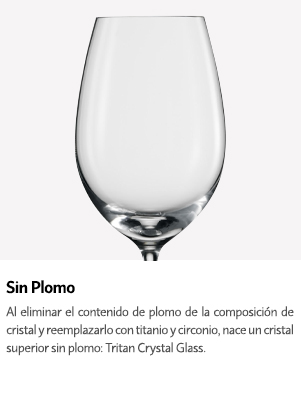 Sin Plomo
Al eliminar el contenido de plomo de la composición de
cristal y reemplazarlo con titanio y circonio, nace un cristal
superior sin plomo: Tritan Crystal Glass.